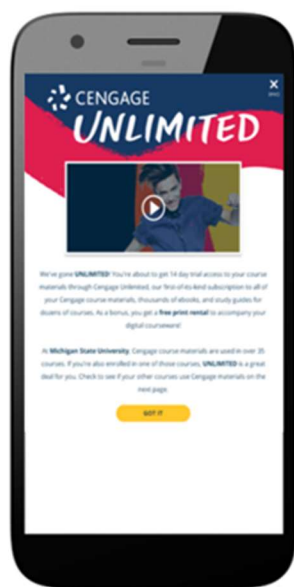 CENGAGE
UNLIMITED
We've gone UNLIMITED! You're about to get 14 day trial access to your course
materials through Cengage Unlimited, our first-of-its-kind subscription to all of
your Cengage course materials, thousands of ebooks, and study guides for
dozens of courses. As a bonus, you get a free print rental to accompany your
digital courseware!
At Michigan State University, Cengage course materials are used in over 35
courses. If you're also enrolled in one of those courses, UNLIMITED is a great
deal for you. Check to see if your other courses use Cengage materials on the
next page.
GOT IT